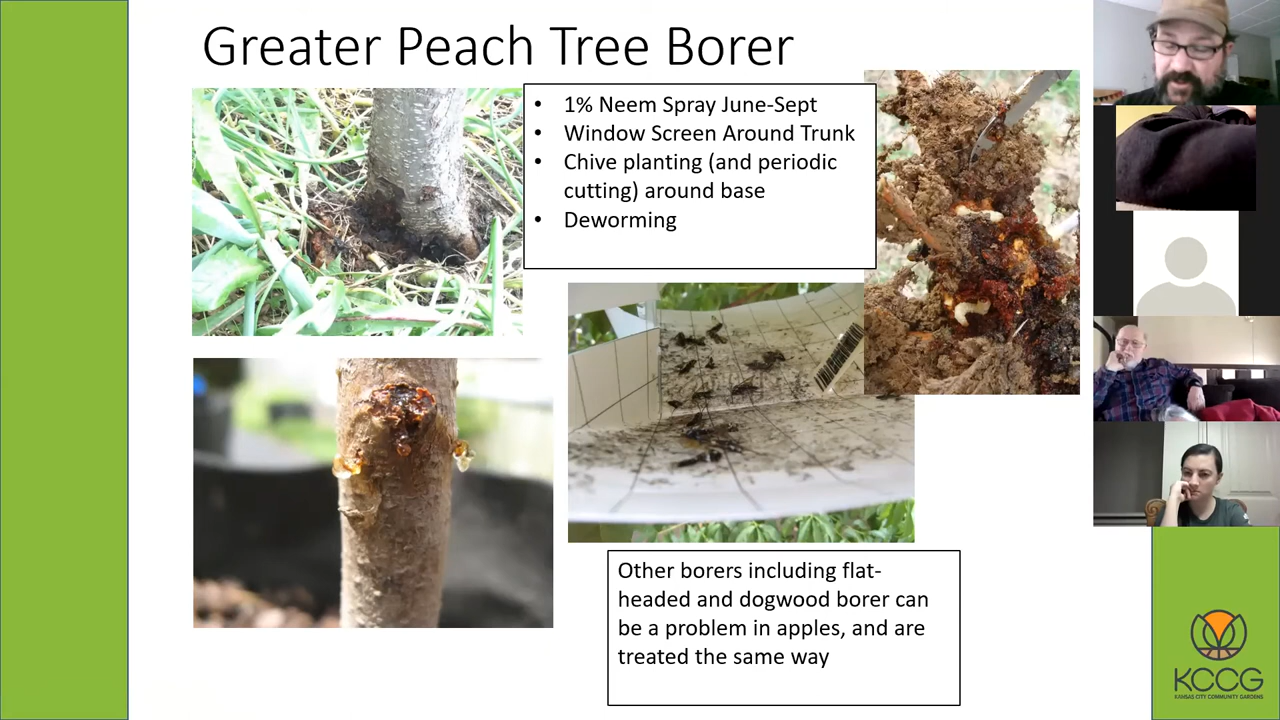 Greater Peach Tree Borer
• 1% Neem Spray June-Sept
• Window Screen Around Trunk
• Chive planting (and periodic
cutting) around base
• Deworming
Other borers including flat-
headed and dogwood borer can
be a problem in apples, and are
treated the same way
KCCG
KANSAS CITY COMMUNITY GARDENS